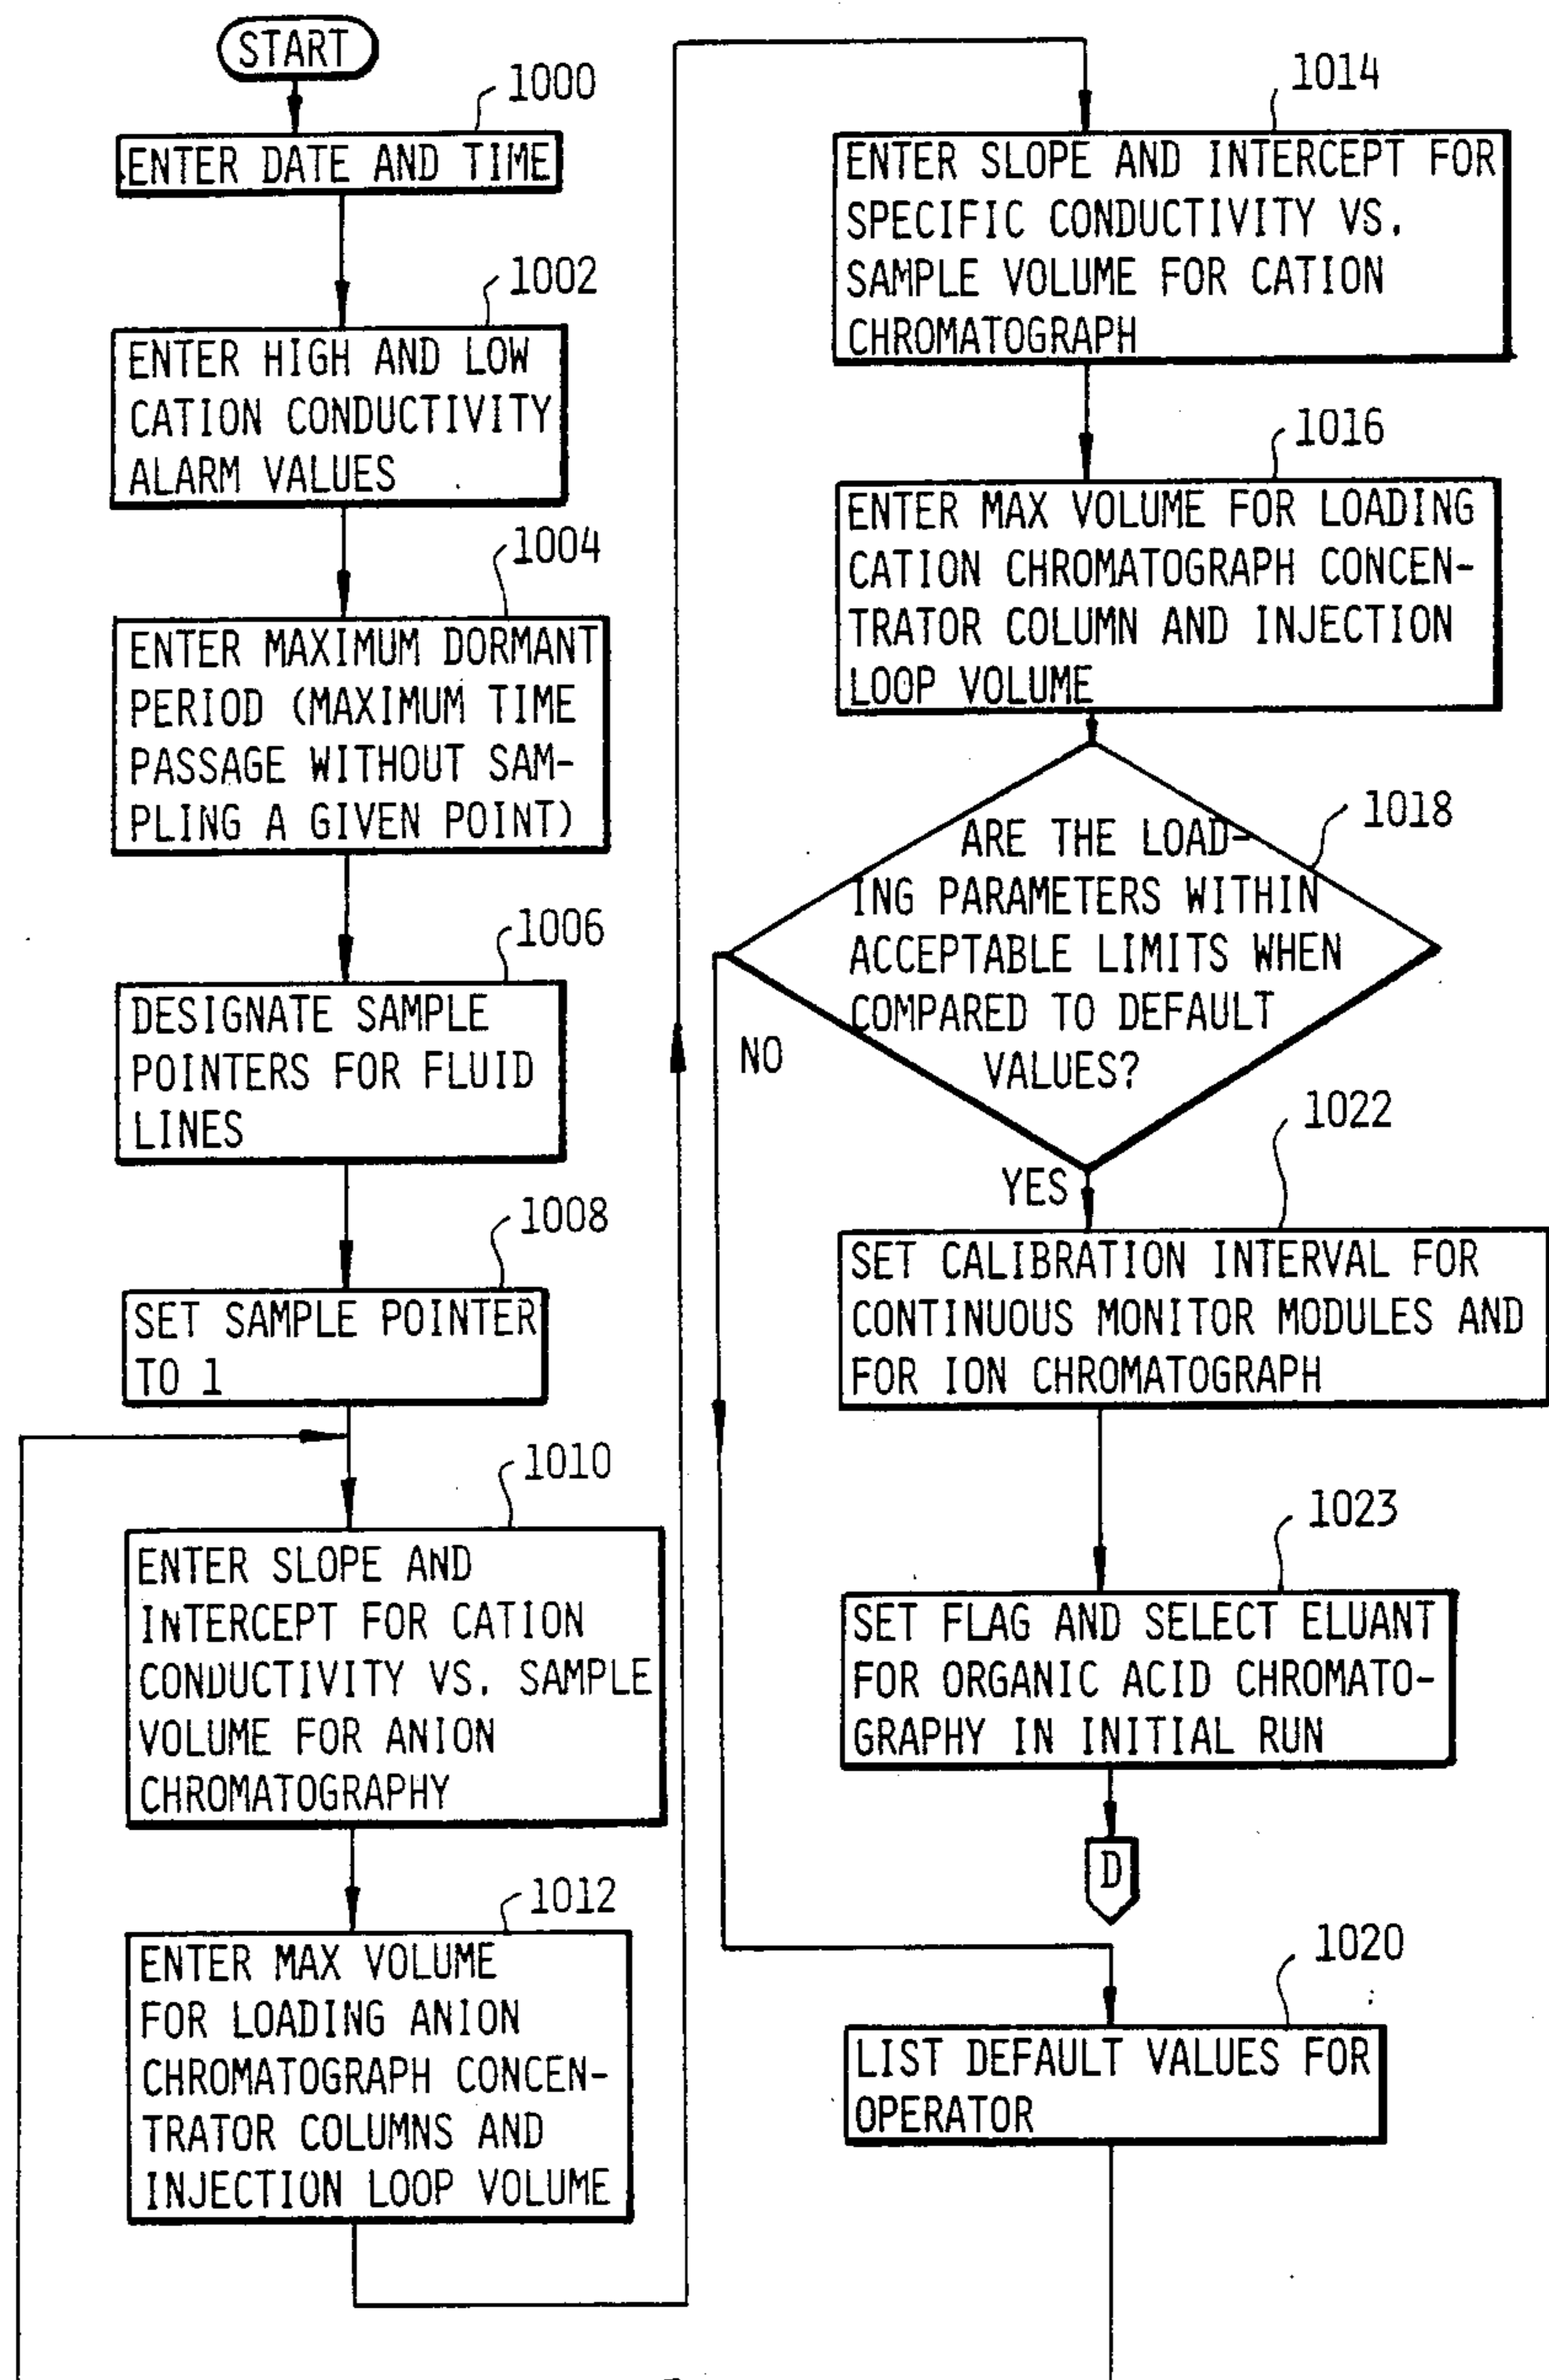 START
1000
ENTER DATE AND TIME
1002
ENTER HIGH AND LOW
CATION CONDUCTIVITY
ALARM VALUES
1004
ENTER MAXIMUM DORMANT
PERIOD (MAXIMUM TIME
PASSAGE WITHOUT SAM-
PLING A GIVEN POINT)
1006
DESIGNATE SAMPLE
POINTERS FOR FLUID
LINES
1008
SET SAMPLE POINTER
TO 1
1010
ENTER SLOPE AND
INTERCEPT FOR CATION
CONDUCTIVITY VS. SAMPLE
VOLUME FOR ANION
CHROMATOGRAPHY
1012
ENTER MAX VOLUME
FOR LOADING ANION
CHROMATOGRAPH CONCEN-
TRATOR COLUMNS AND
INJECTION LOOP VOLUME
1014
ENTER SLOPE AND INTERCEPT FOR
SPECIFIC CONDUCTIVITY VS.
SAMPLE VOLUME FOR CATION
CHROMATOGRAPH
1016
ENTER MAX VOLUME FOR LOADING
CATION CHROMATOGRAPH CONCEN-
TRATOR COLUMN AND INJECTION
LOOP VOLUME
1018
ARE THE LOAD-
ING PARAMETERS WITHIN
ACCEPTABLE LIMITS WHEN
COMPARED TO DEFAULT
VALUES?
NO
YES
1022
SET CALIBRATION INTERVAL FOR
CONTINUOUS MONITOR MODULES AND
FOR ION CHROMATOGRAPH
1023
SET FLAG AND SELECT ELUANT
FOR ORGANIC ACID CHROMATO-
GRAPHY IN INITIAL RUN
D
1020
LIST DEFAULT VALUES FOR
OPERATOR